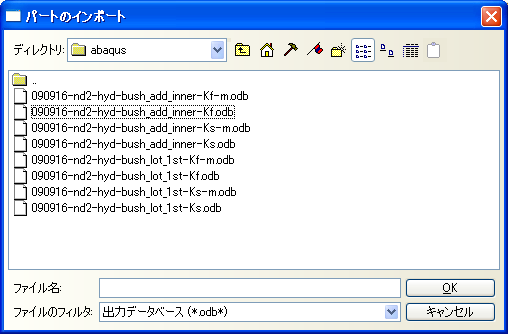 パートのインポート
ディレクトリ: abaqus
..
090916-nd2-hyd-bush_add_inner-Kf-m.odb
090916-nd2-hyd-bush_add_inner-Kf.odb
090916-nd2-hyd-bush_add_inner-Ks-m.odb
090916-nd2-hyd-bush_add_inner-Ks.odb
090916-nd2-hyd-bush_lot_1st-Kf-m.odb
090916-nd2-hyd-bush_lot_1st-Kf.odb
090916-nd2-hyd-bush_lot_1st-Ks-m.odb
090916-nd2-hyd-bush_lot_1st-Ks.odb
ファイル名: OK
ファイルのフィルタ: 出力データベース (*.odb*) キャンセル